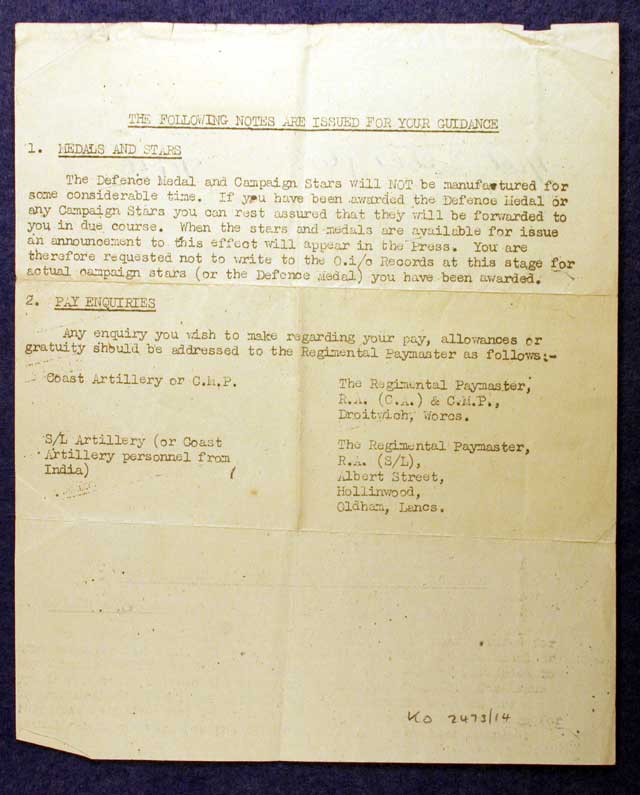 THE FOLLOWING NOTES ARE ISSUED FOR YOUR GUIDANCE
1. MEDALS AND STARS
The Defence Medal and Campaign Stars will NOT be manufactured for
some considerable time. If you have been awarded the Defence Medal or
any Campaign Stars you can rest assured that they will be forwarded to
you in due course. When the stars and medals are available for issue
an announcement to this effect will appear in the Press. You are
therefore requested not to write to the O.i/c Records at this stage for
actual campaign stars (or the Defence Medal) you have been awarded.
2. PAY ENQUIRIES
Any enquiry you wish to make regarding your pay, allowances or
gratuity should be addressed to the Regimental Paymaster as follows:-
Coast Artillery or C.M.P.
The Regimental Paymaster,
R.A. (C.A.) & C.M.P.,
Droitwich, Worcs.
S/L Artillery (or Coast
Artillery personnel from
India)
The Regimental Paymaster,
R.A. (S/L),
Albert Street,
Hollinwood,
Oldham, Lancs.
KO 2473/14